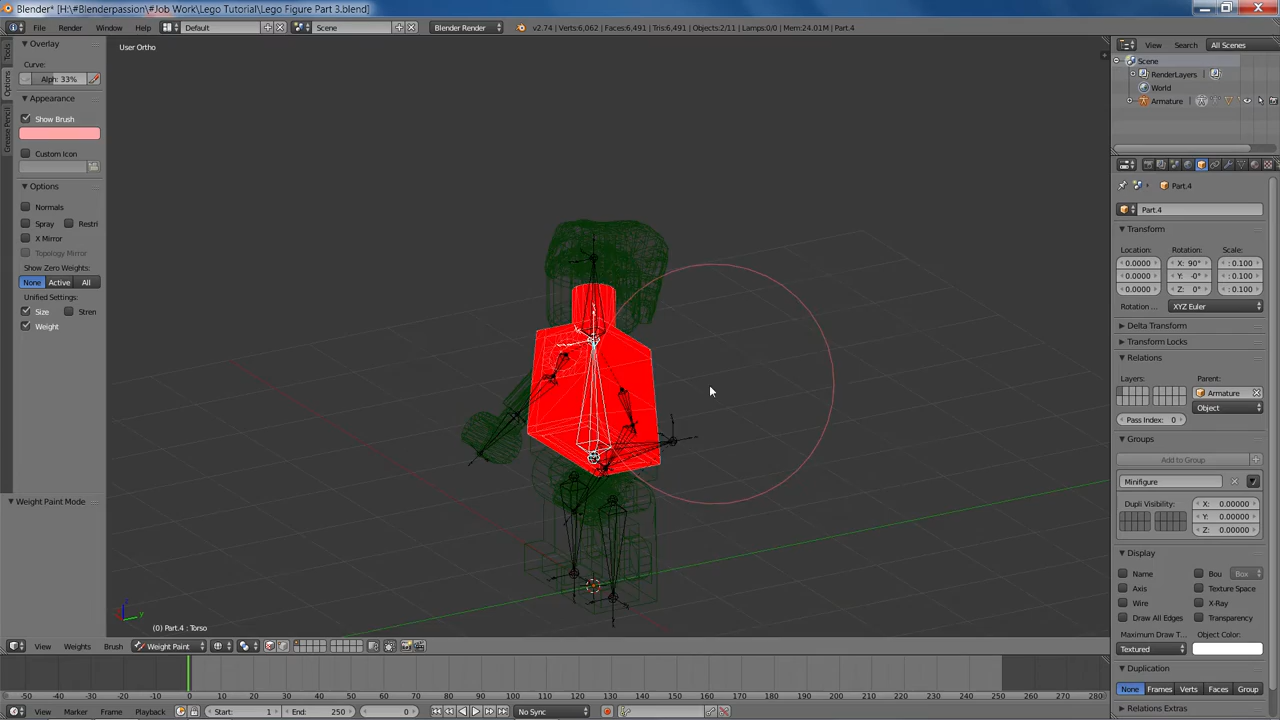 Blender* [H:\#Blenderpassion\#Job Work\Lego Tutorial\Lego Figure Part 3.blend]
File Render Window Help Default Scene Blender Render v2.74 | Verts:6,062 | Faces:6,491 | Tris:6,491 | Objects:2/11 | Lamps:0/0 | Mem:24.01M | Part.4
View Search All Scenes
Overlay
User Ortho
Curve:
Alph: 33%
Appearance
Show Brush
Custom Icon
Options
Normals
Spray Restri
X Mirror
Topology Mirror
Show Zero Weights:
None Active All
Unified Settings:
Size Stren
Weight
Weight Paint Mode
Tools
Options
Grease Pencil
Scene
RenderLayers
World
Armature
Part.4
Part.4
Transform
Location: Rotation: Scale:
0.0000 X: 90° : 0.100
0.0000 Y: -0° : 0.100
0.0000 Z: 0° : 0.100
Rotation ... XYZ Euler
Delta Transform
Transform Locks
Relations
Layers: Parent:
Armature
Object
Pass Index: 0
Groups
Add to Group
Minifigure
Dupli Visibility: X: 0.00000
Y: 0.00000
Z: 0.00000
Display
Name Bou Box
Axis Texture Space
Wire X-Ray
Draw All Edges Transparency
Maximum Draw T... Object Color:
Textured
Duplication
None Frames Verts Faces Group
Relations Extras
(0) Part.4 : Torso
View Weights Brush Weight Paint
-50 -40 -30 -20 -10 0 10 20 30 40 50 60 70 80 90 100 110 120 130 140 150 160 170 180 190 200 210 220 230 240 250 260 270 280
View Marker Frame Playback Start: 1 End: 250 0 No Sync